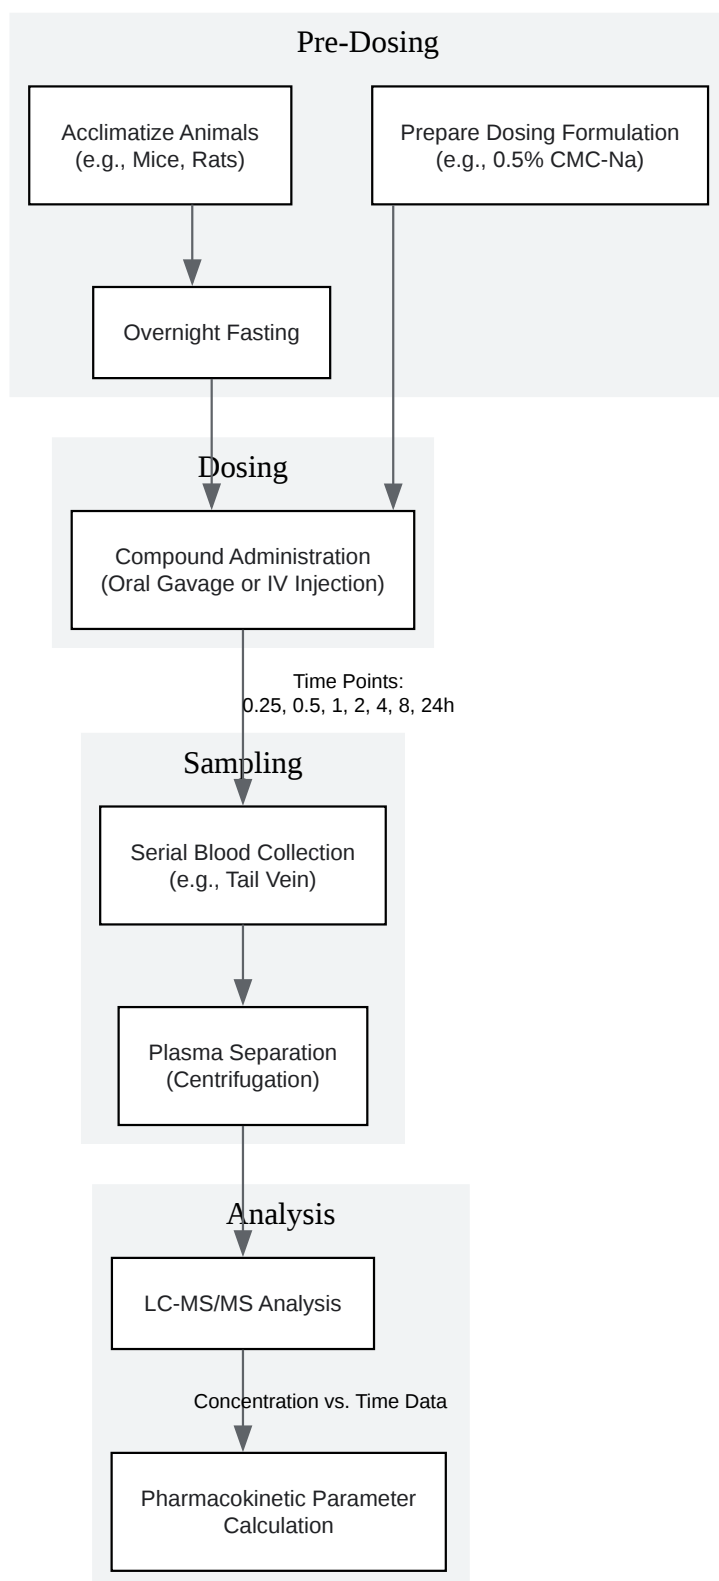 Pre-Dosing
Acclimatize Animals
(e.g., Mice, Rats)
Prepare Dosing Formulation
(e.g., 0.5% CMC-Na)
Overnight Fasting
Dosing
Compound Administration
(Oral Gavage or IV Injection)
Time Points:
0.25, 0.5, 1, 2, 4, 8, 24h
Sampling
Serial Blood Collection
(e.g., Tail Vein)
Plasma Separation
(Centrifugation)
Analysis
LC-MS/MS Analysis
Concentration vs. Time Data
Pharmacokinetic Parameter
Calculation